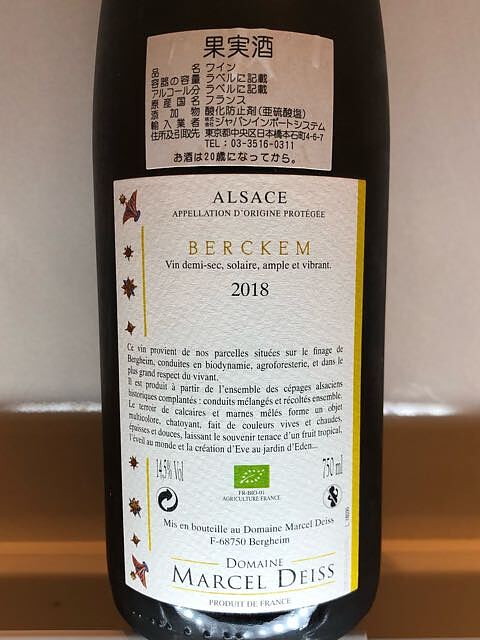 果実酒
品名 ワイン
容器の容量 ラベルに記載
アルコール分 ラベルに記載
原産国名 フランス
添加物 酸化防止剤(亜硫酸塩)
輸入業者 株式会社ジャパンインポートシステム
住所及引取先 東京都中央区日本橋本石町4-6-7
TEL:03-3516-0311
お酒は20歳になってから。
ALSACE
APPELLATION D'ORIGINE PROTÉGÉE
BERCKEM
Vin demi-sec, solaire, ample et vibrant.
2018
Ce vin provient de nos parcelles situées sur le finage de
Bergheim, conduites en biodynamie, agroforesterie, et dans le
plus grand respect du vivant.
Il est produit à partir de l'ensemble des cépages alsaciens
historiques complantés : conduits mélangés et récoltés ensemble.
Le terroir de calcaires et marnes mêlés forme un objet
multicolore, chatoyant, fait de couleurs vives et chaudes,
épaisses et douces, laissant le souvenir tenace d'un fruit tropical,
l'éveil au monde et la création d'Eve au jardin d'Eden...
14,5% Vol
750 ml
FR-BIO-01
AGRICULTURE FRANCE
Mis en bouteille au Domaine Marcel Deiss
F-68750 Bergheim
DOMAINE
MARCEL DEISS
PRODUIT DE FRANCE